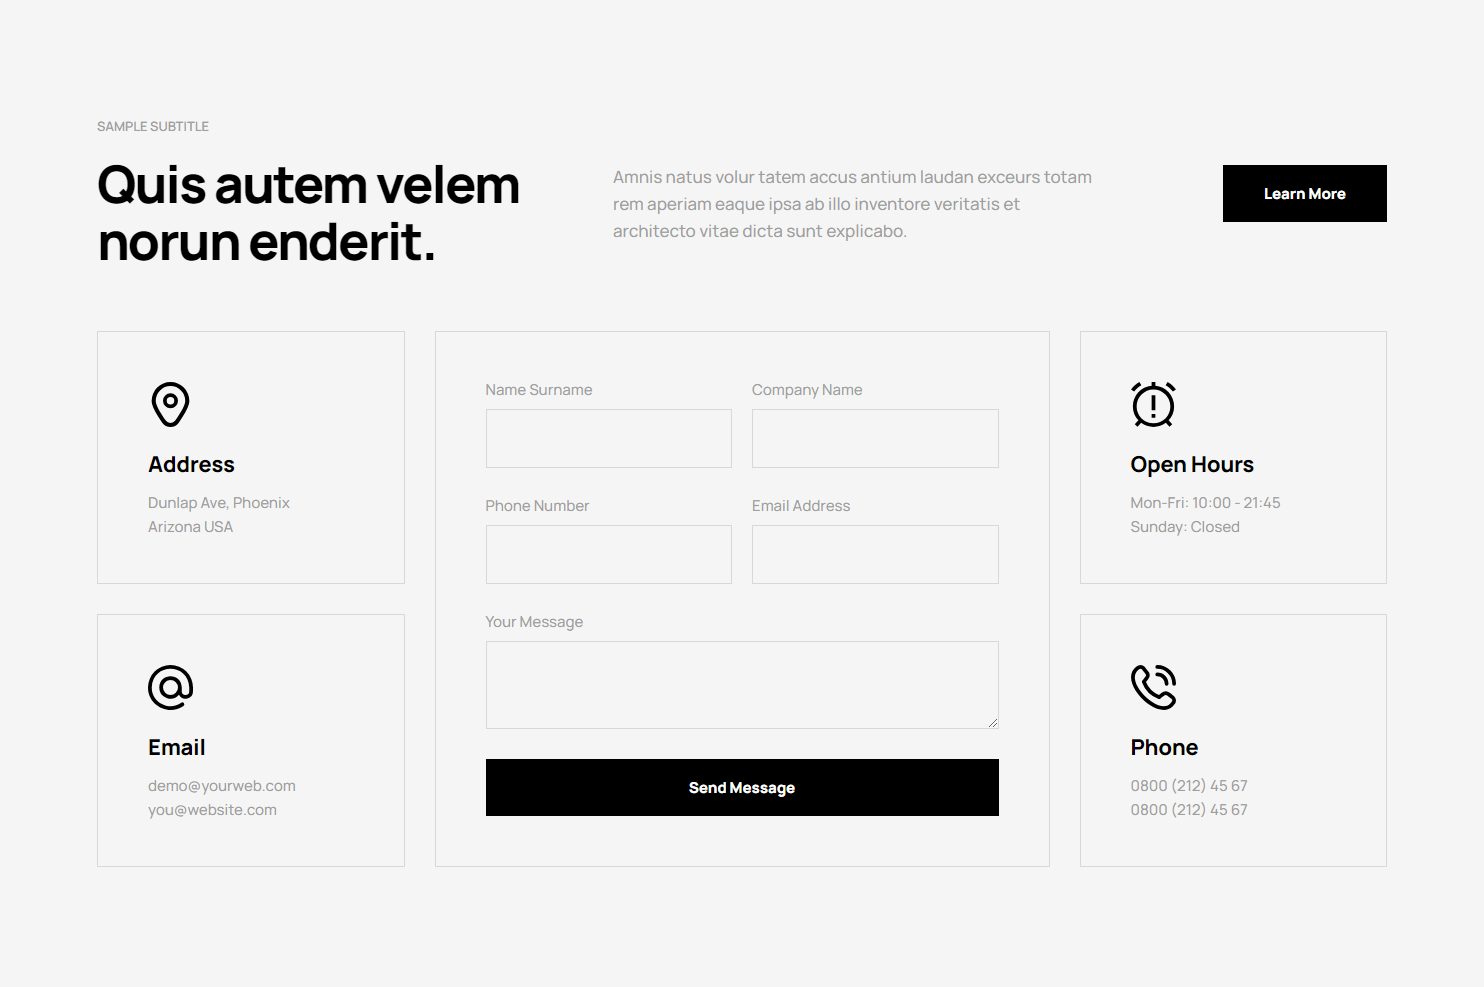 SAMPLE SUBTITLE
Quis autem velem
norun enderit.
Amnis natus volur tatem accus antium laudan exceurs totam
rem aperiam eaque ipsa ab illo inventore veritatis et
architecto vitae dicta sunt explicabo.
Learn More
Address
Dunlap Ave, Phoenix
Arizona USA
Email
demo@yourweb.com
you@website.com
Name Surname
Company Name
Phone Number
Email Address
Your Message
Send Message
Open Hours
Mon-Fri: 10:00 - 21:45
Sunday: Closed
Phone
0800 (212) 45 67
0800 (212) 45 67